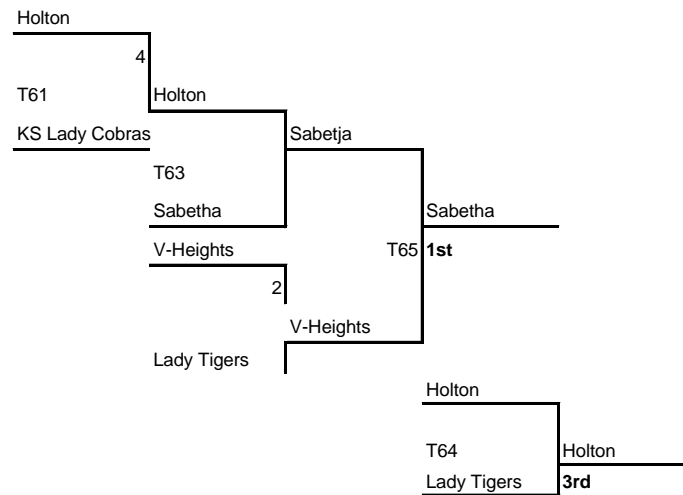 Holton
4
T61
Holton
KS Lady Cobras
Sabetja
T63
Sabetha
Sabetha
V-Heights
T65
1st
2
V-Heights
Lady Tigers
Holton
T64
Holton
Lady Tigers
3rd